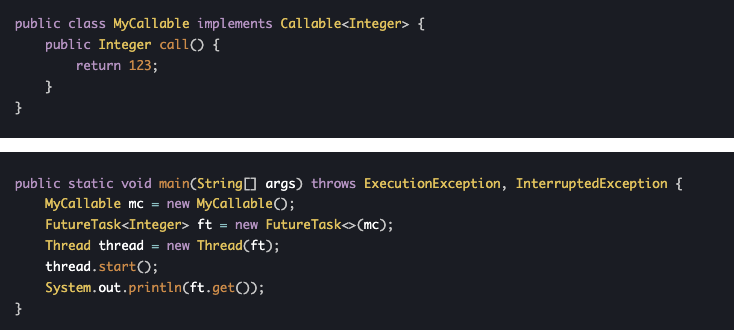 public class MyCallable implements Callable<Integer> {
    public Integer call() {
        return 123;
    }
}
public static void main(String[] args) throws ExecutionException, InterruptedException {
    MyCallable mc = new MyCallable();
    FutureTask<Integer> ft = new FutureTask<>(mc);
    Thread thread = new Thread(ft);
    thread.start();
    System.out.println(ft.get());
}